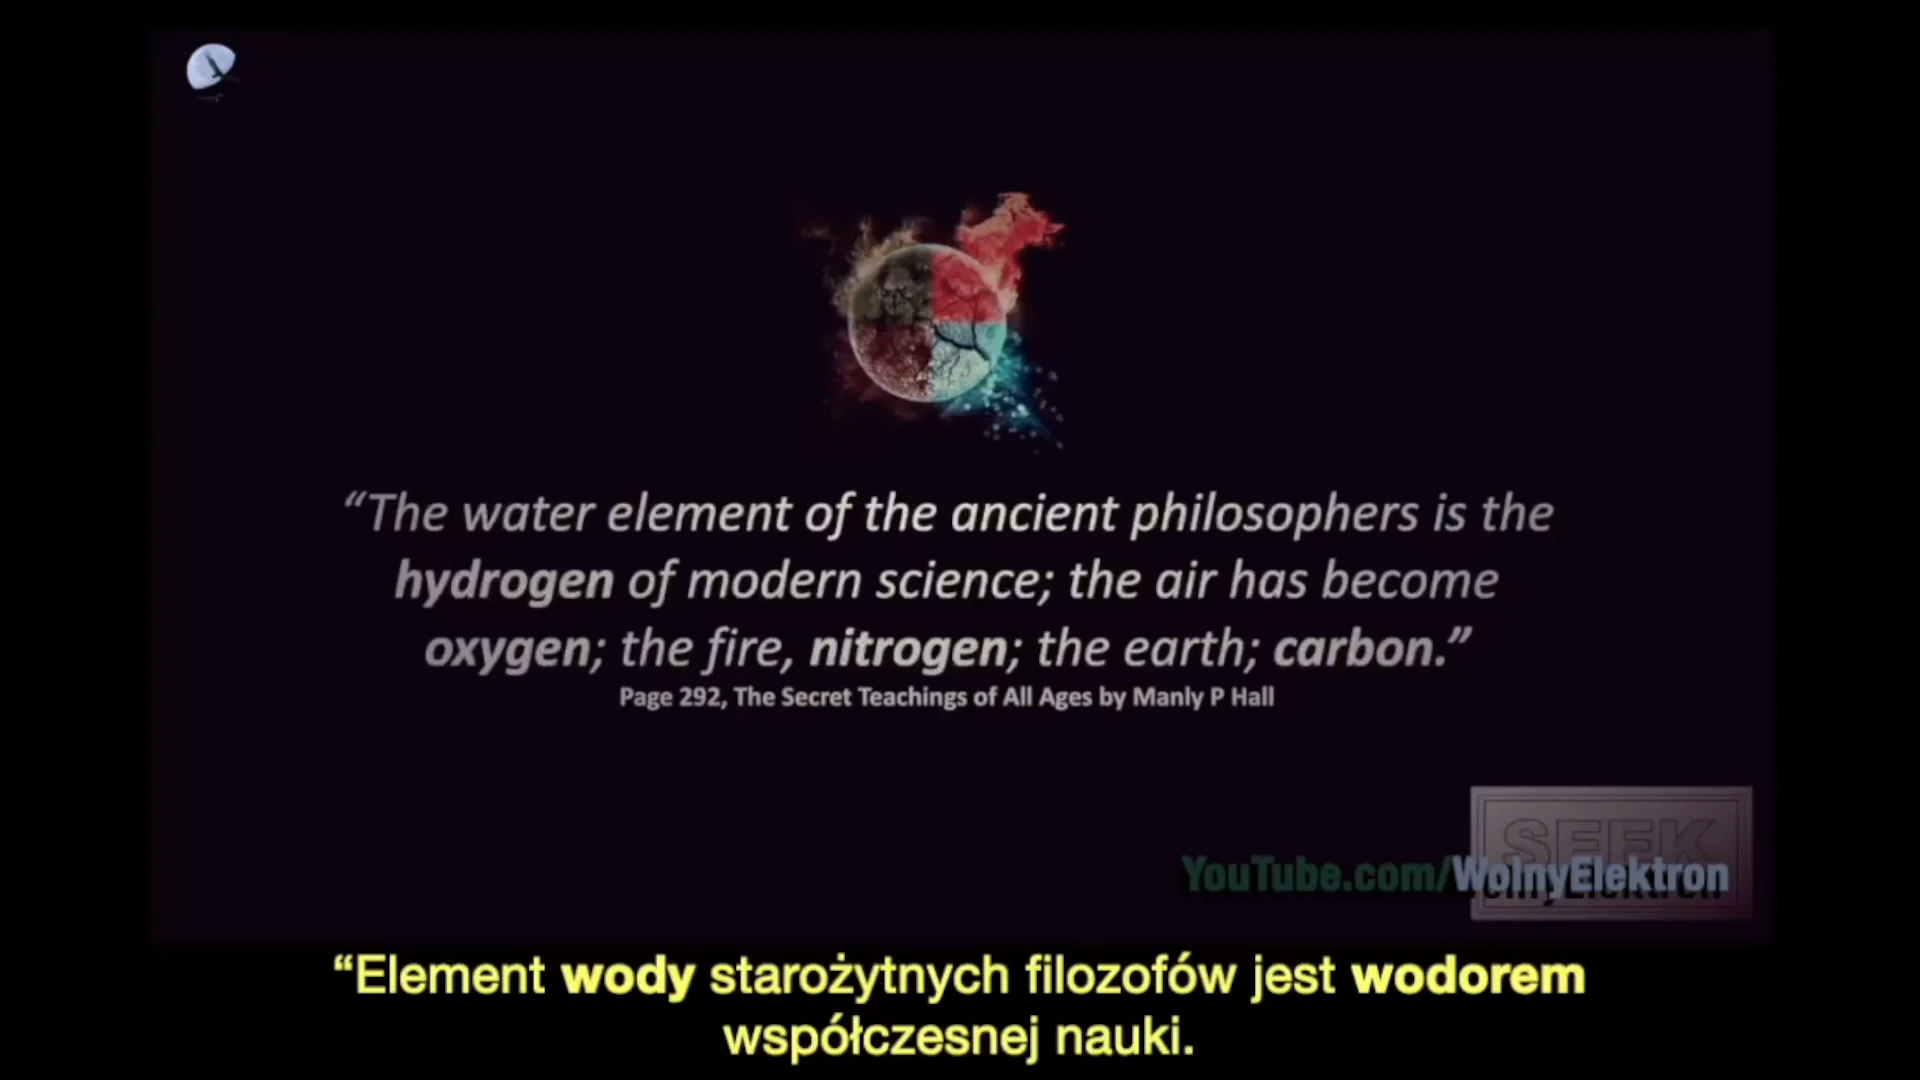 “The water element of the ancient philosophers is the
hydrogen of modern science; the air has become
oxygen; the fire, nitrogen; the earth; carbon.”
Page 292, The Secret Teachings of All Ages by Manly P Hall
SEEK
YouTube.com/WolnyElektron
“Element wody starożytnych filozofów jest wodorem
współczesnej nauki.